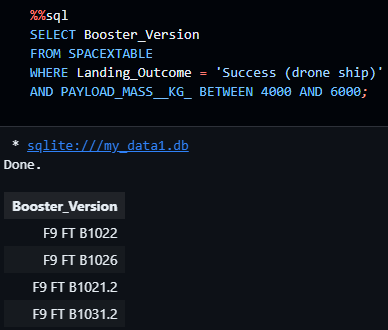 %%sql
SELECT Booster_Version
FROM SPACEXTABLE
WHERE Landing_Outcome = 'Success (drone ship)'
AND PAYLOAD_MASS__KG_ BETWEEN 4000 AND 6000;
* sqlite:///my_data1.db
Done.
Booster_Version
F9 FT B1022
F9 FT B1026
F9 FT B1021.2
F9 FT B1031.2